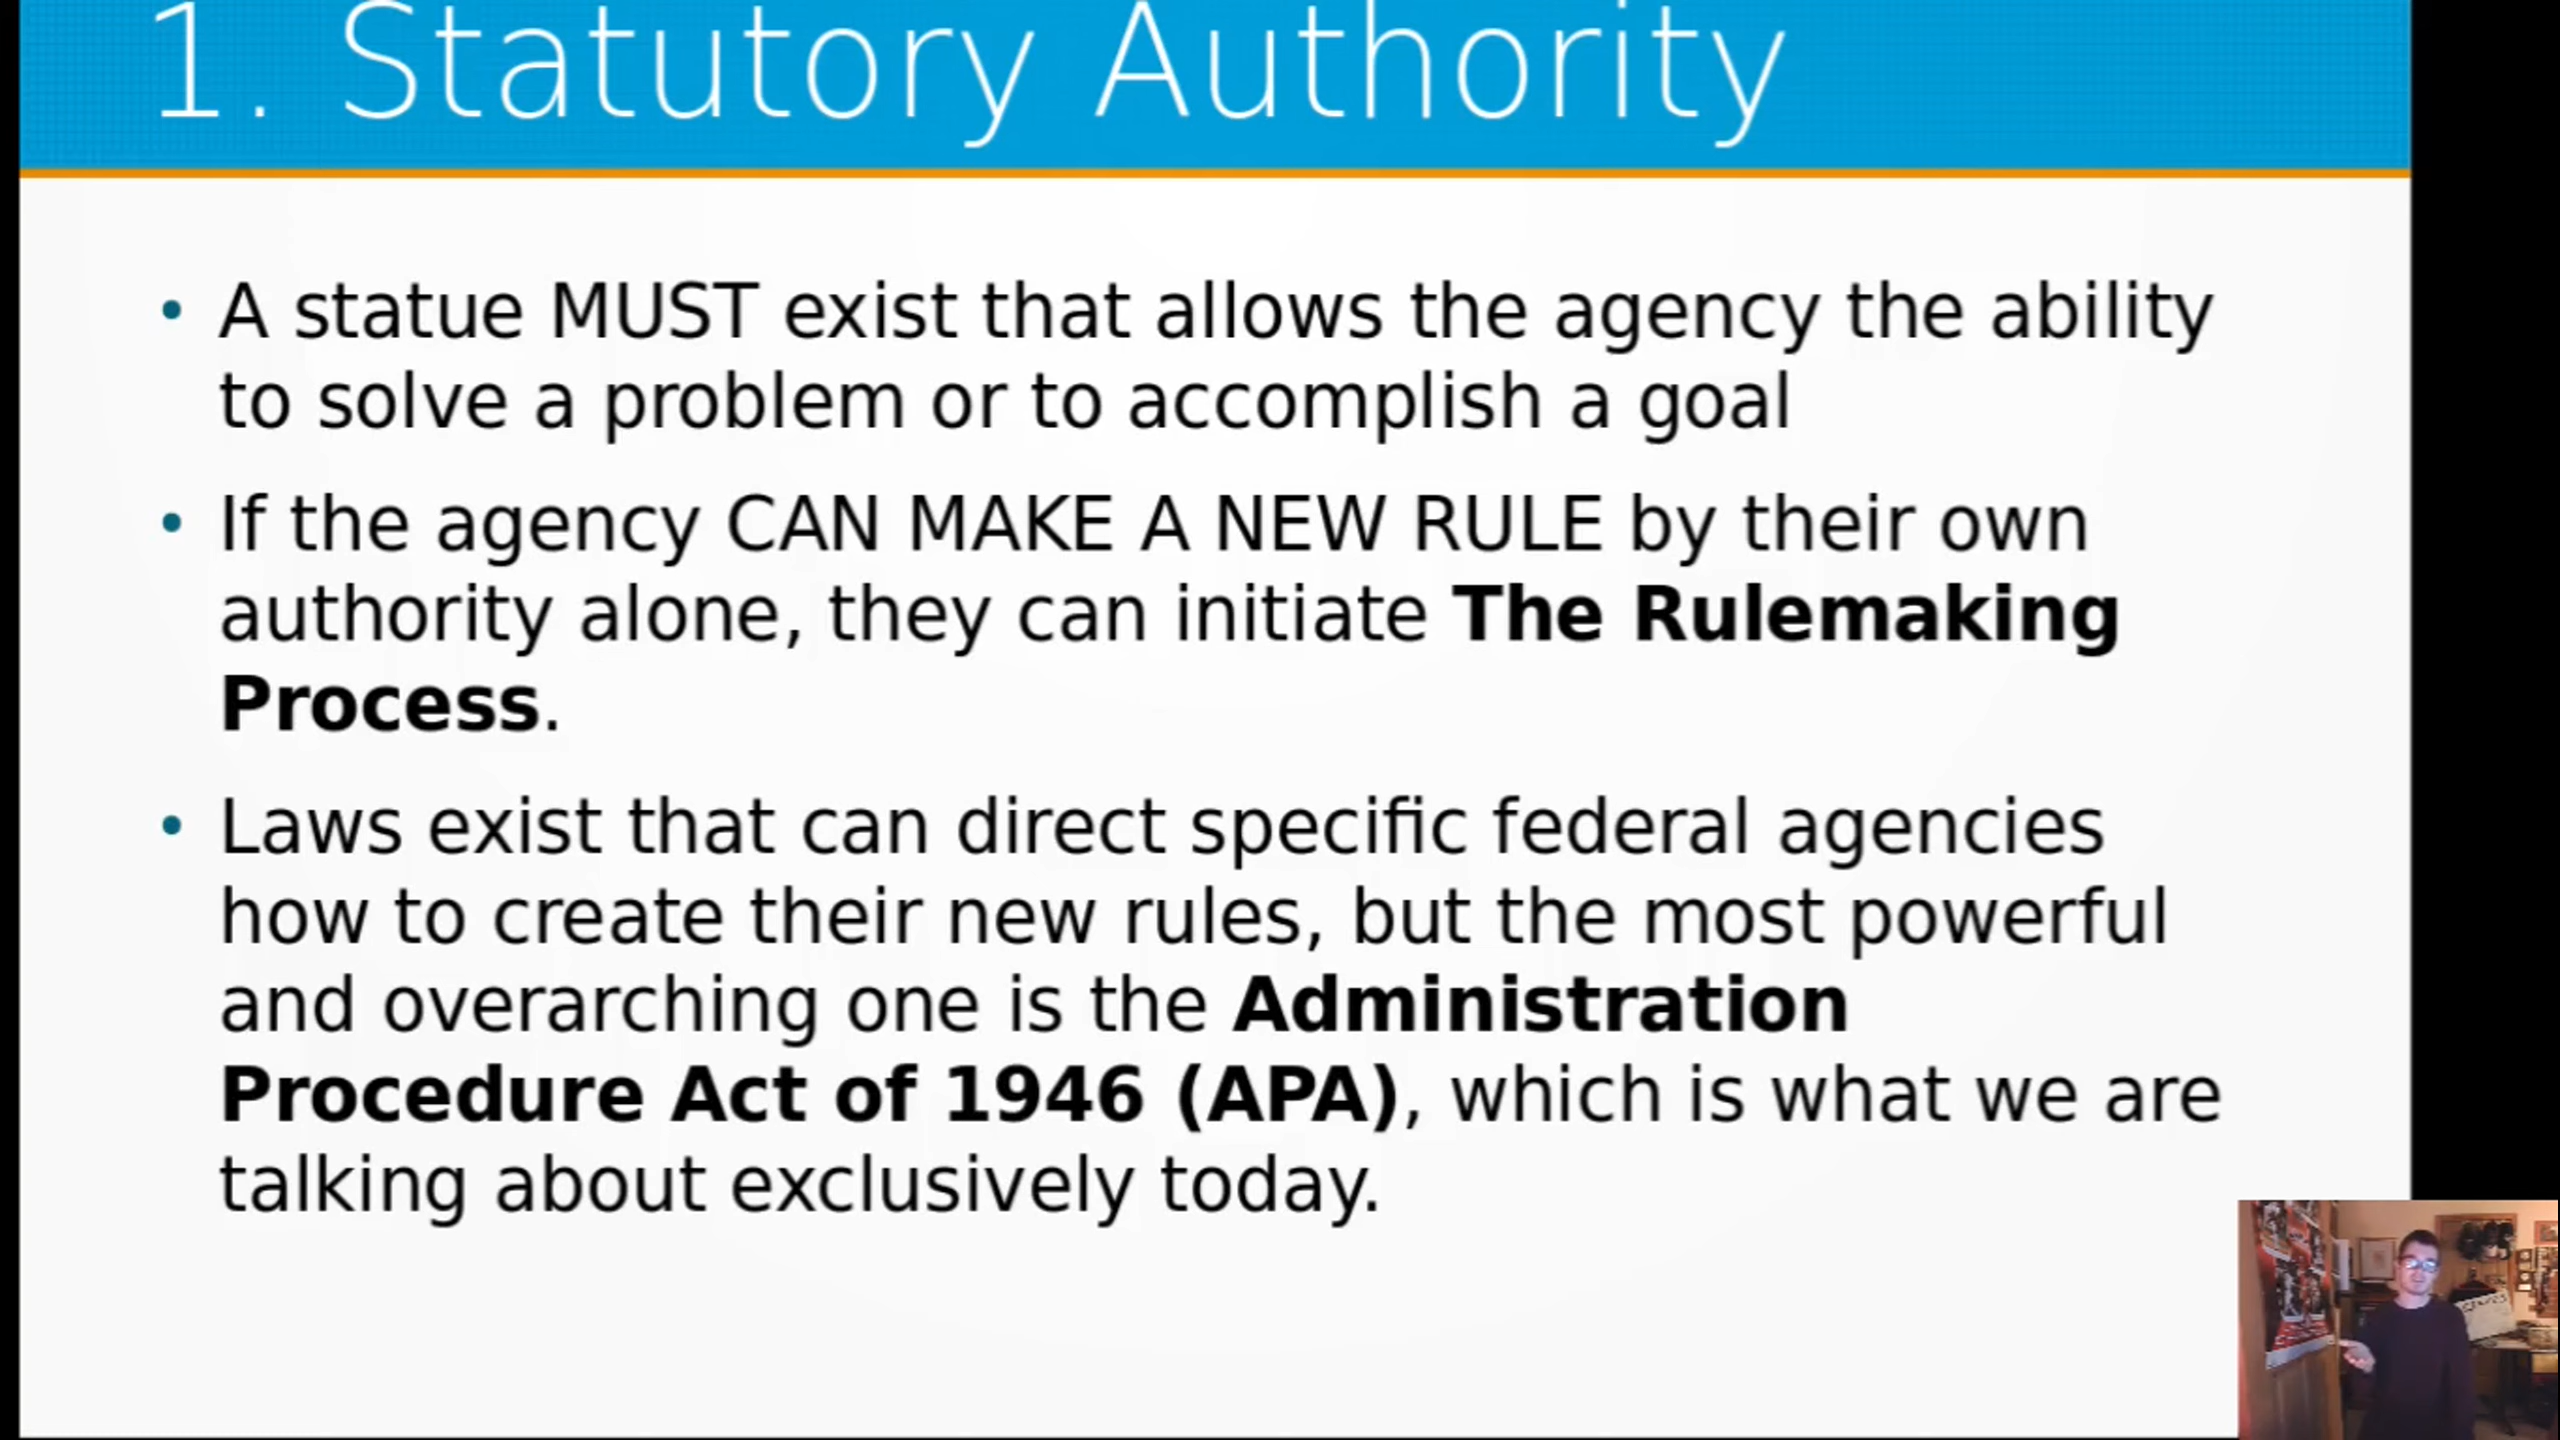 1. Statutory Authority
• A statue MUST exist that allows the agency the ability
to solve a problem or to accomplish a goal
• If the agency CAN MAKE A NEW RULE by their own
authority alone, they can initiate The Rulemaking
Process.
• Laws exist that can direct specific federal agencies
how to create their new rules, but the most powerful
and overarching one is the Administration
Procedure Act of 1946 (APA), which is what we are
talking about exclusively today.